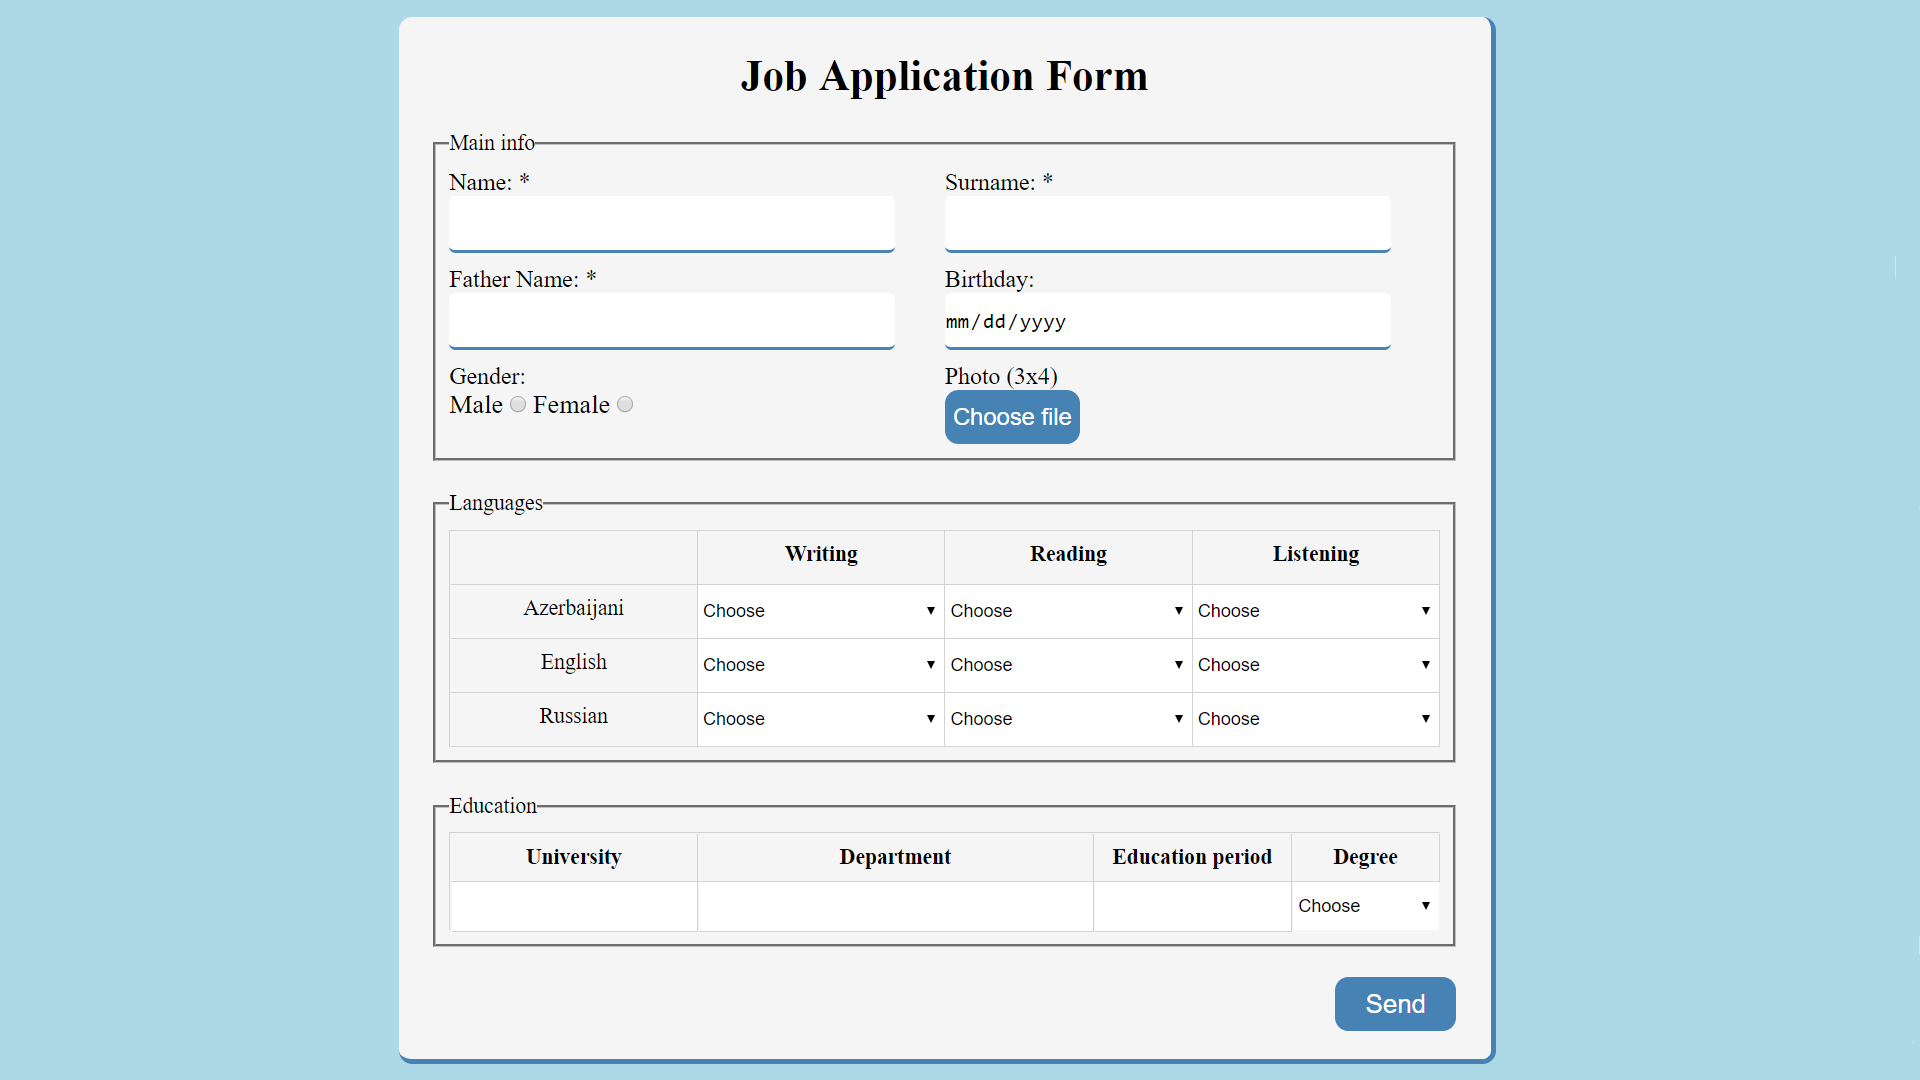 Job Application Form
Main info
Name: * Surname: *
Father Name: * Birthday:
mm/dd/yyyy
Gender: Photo (3x4)
Male Female Choose file
Languages
Writing Reading Listening
Azerbaijani Choose Choose Choose
English Choose Choose Choose
Russian Choose Choose Choose
Education
University Department Education period Degree
Choose
Send